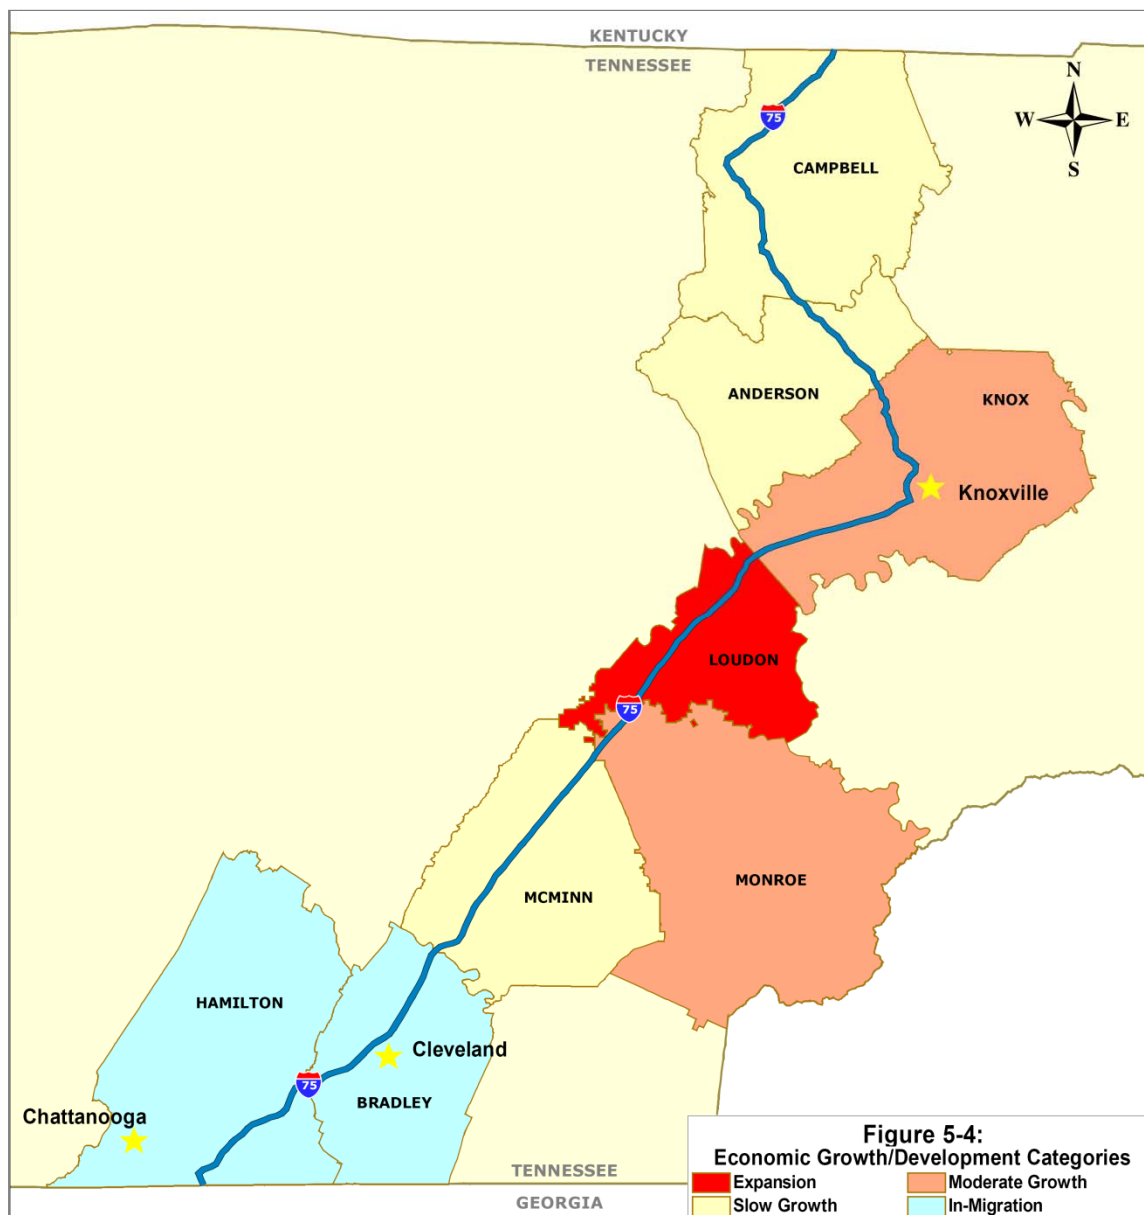 KENTUCKY
TENNESSEE
N
W E
S
75
CAMPBELL
ANDERSON
KNOX
Knoxville
LOUDON
75
MONROE
MCMINN
HAMILTON
Cleveland
75
BRADLEY
Chattanooga
TENNESSEE
GEORGIA
Figure 5-4:
Economic Growth/Development Categories
Expansion Moderate Growth
Slow Growth In-Migration